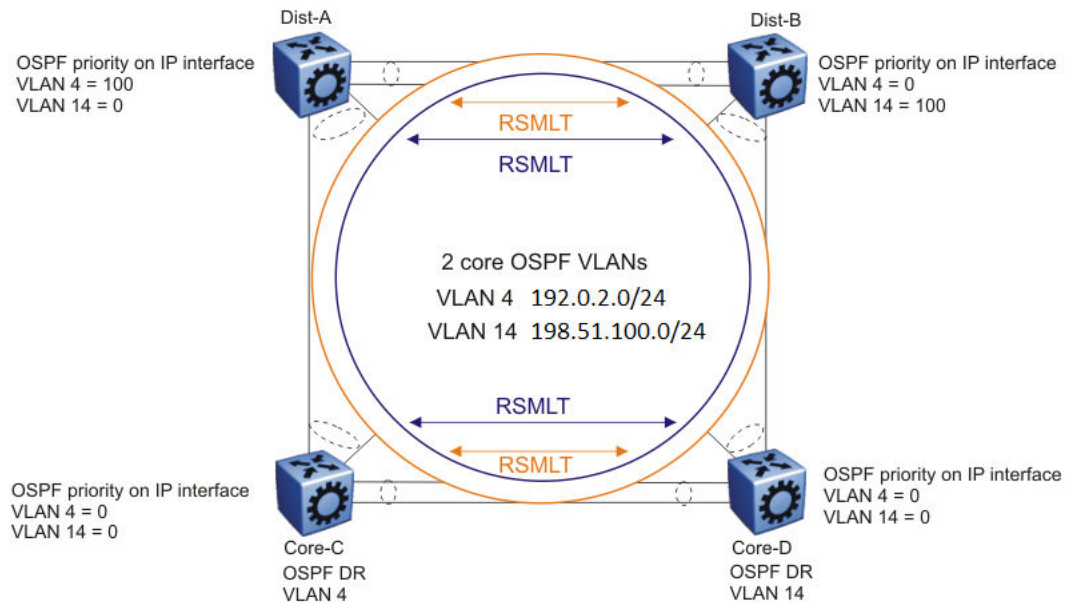 Dist-A
Dist-B
OSPF priority on IP interface
VLAN 4 = 100
VLAN 14 = 0
OSPF priority on IP interface
VLAN 4 = 0
VLAN 14 = 100
RSMLT
RSMLT
2 core OSPF VLANs
VLAN 4 192.0.2.0/24
VLAN 14 198.51.100.0/24
RSMLT
RSMLT
OSPF priority on IP interface
VLAN 4 = 0
VLAN 14 = 0
OSPF priority on IP interface
VLAN 4 = 0
VLAN 14 = 0
Core-C
OSPF DR
VLAN 4
Core-D
OSPF DR
VLAN 14